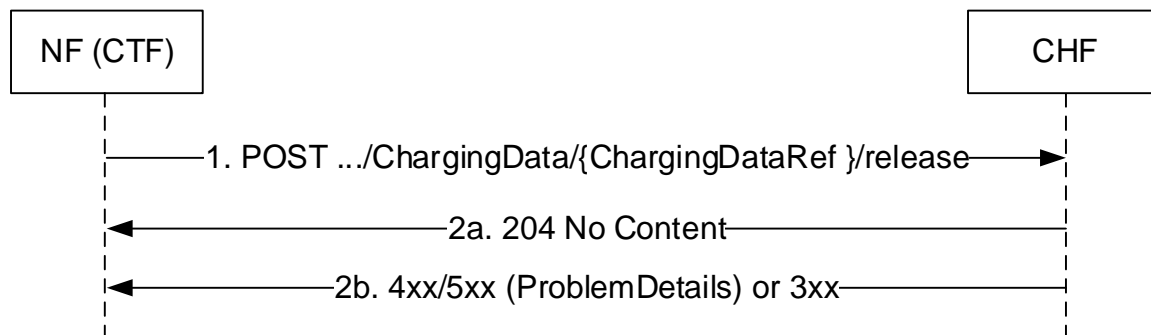 NF (CTF)
CHF
1. POST .../ChargingData/{ChargingDataRef }/release
2a. 204 No Content
2b. 4xx/5xx (ProblemDetails) or 3xx